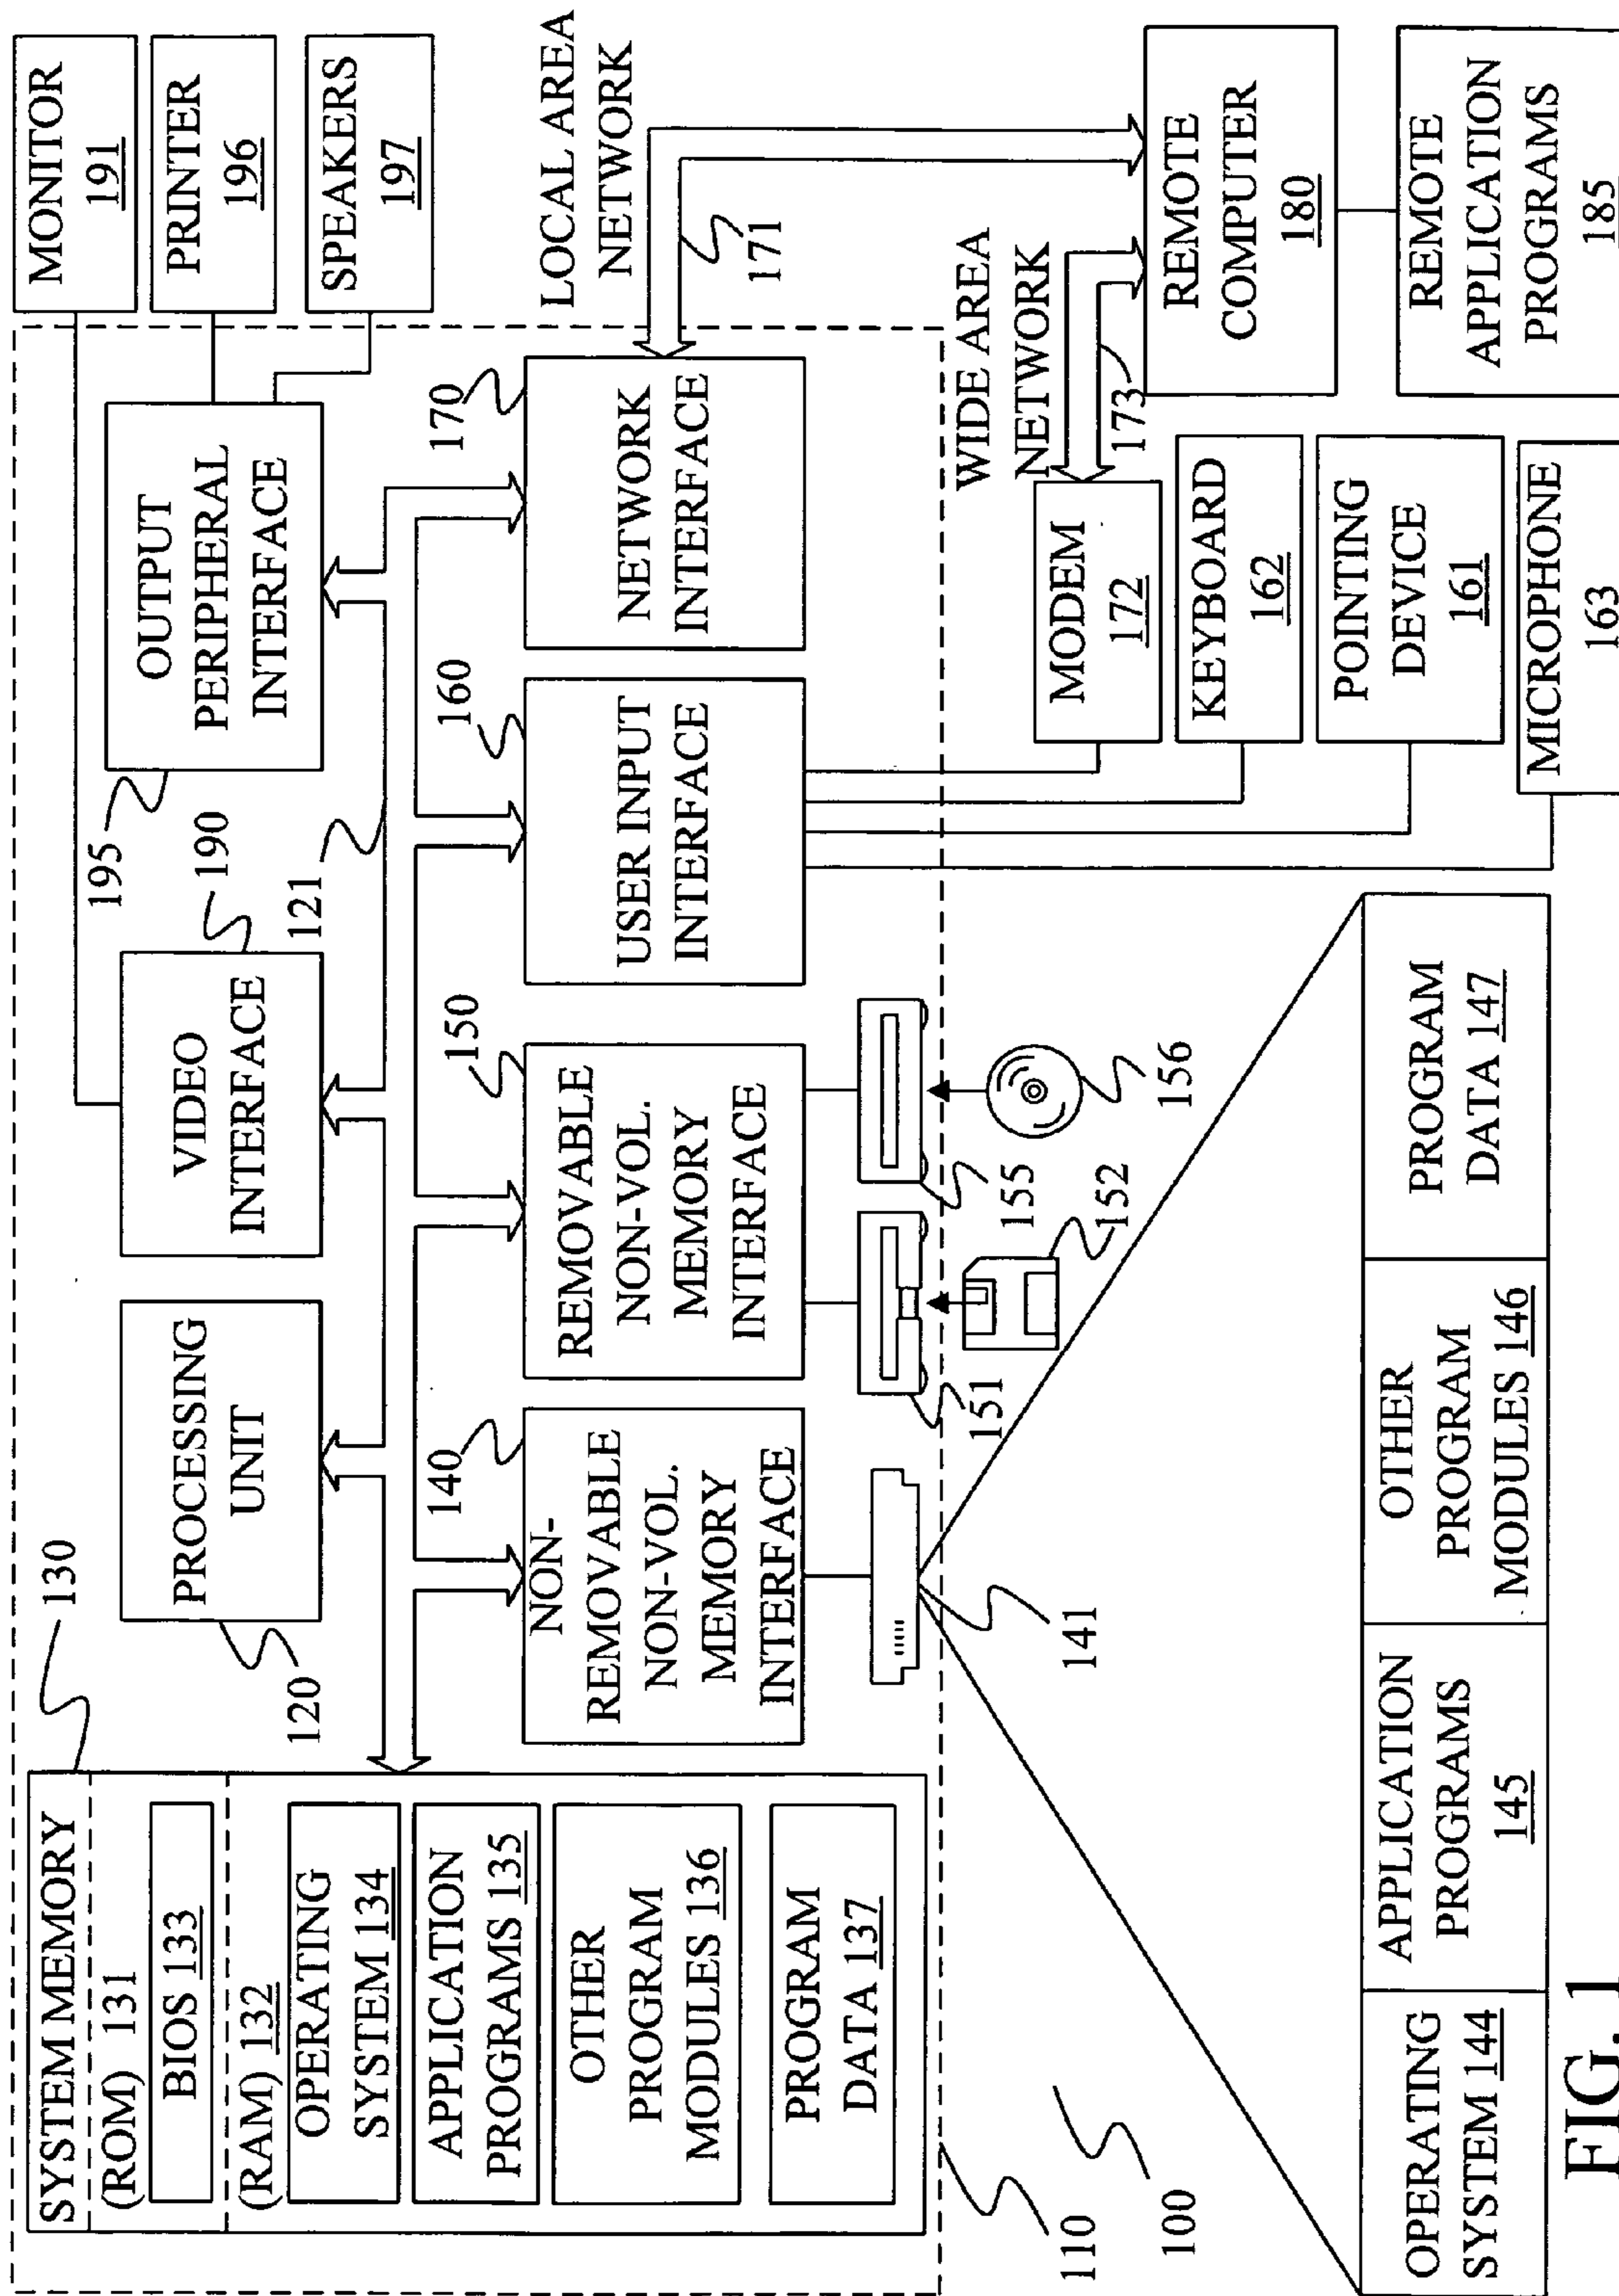 SYSTEM MEMORY
(ROM) 131
BIOS 133
(RAM) 132
OPERATING
SYSTEM 134
APPLICATION
PROGRAMS 135
OTHER
PROGRAM
MODULES 136
PROGRAM
DATA 137
130
120
PROCESSING
UNIT
VIDEO
INTERFACE
190
121
195
OUTPUT
PERIPHERAL
INTERFACE
MONITOR
191
PRINTER
196
SPEAKERS
197
140
NON-
REMOVABLE
NON-VOL.
MEMORY
INTERFACE
150
REMOVABLE
NON-VOL.
MEMORY
INTERFACE
160
USER INPUT
INTERFACE
170
NETWORK
INTERFACE
LOCAL AREA
NETWORK
171
141
151
152
155
156
WIDE AREA
NETWORK
173
MODEM
172
KEYBOARD
162
POINTING
DEVICE
161
MICROPHONE
163
REMOTE
COMPUTER
180
REMOTE
APPLICATION
PROGRAMS
185
110
100
OPERATING
SYSTEM 144
APPLICATION
PROGRAMS
145
OTHER
PROGRAM
MODULES 146
PROGRAM
DATA 147
FIG. 1